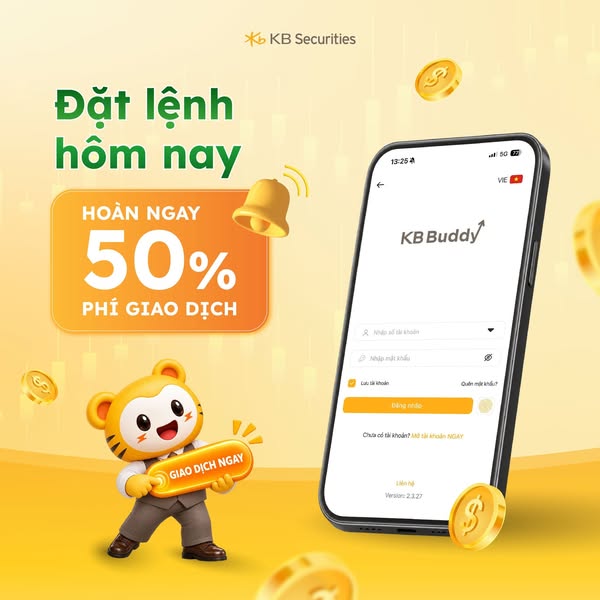 KB Securities
Đặt lệnh
hôm nay
HOÀN NGAY
50%
PHÍ GIAO DỊCH
GIAO DỊCH NGAY
13:25
5G 77
VIE
KB Buddy
Nhập số tài khoản
Nhập mật khẩu
Lưu tài khoản
Quên mật khẩu?
Đăng nhập
Chưa có tài khoản? Mở tài khoản NGAY
Liên hệ
Version: 2.3.27